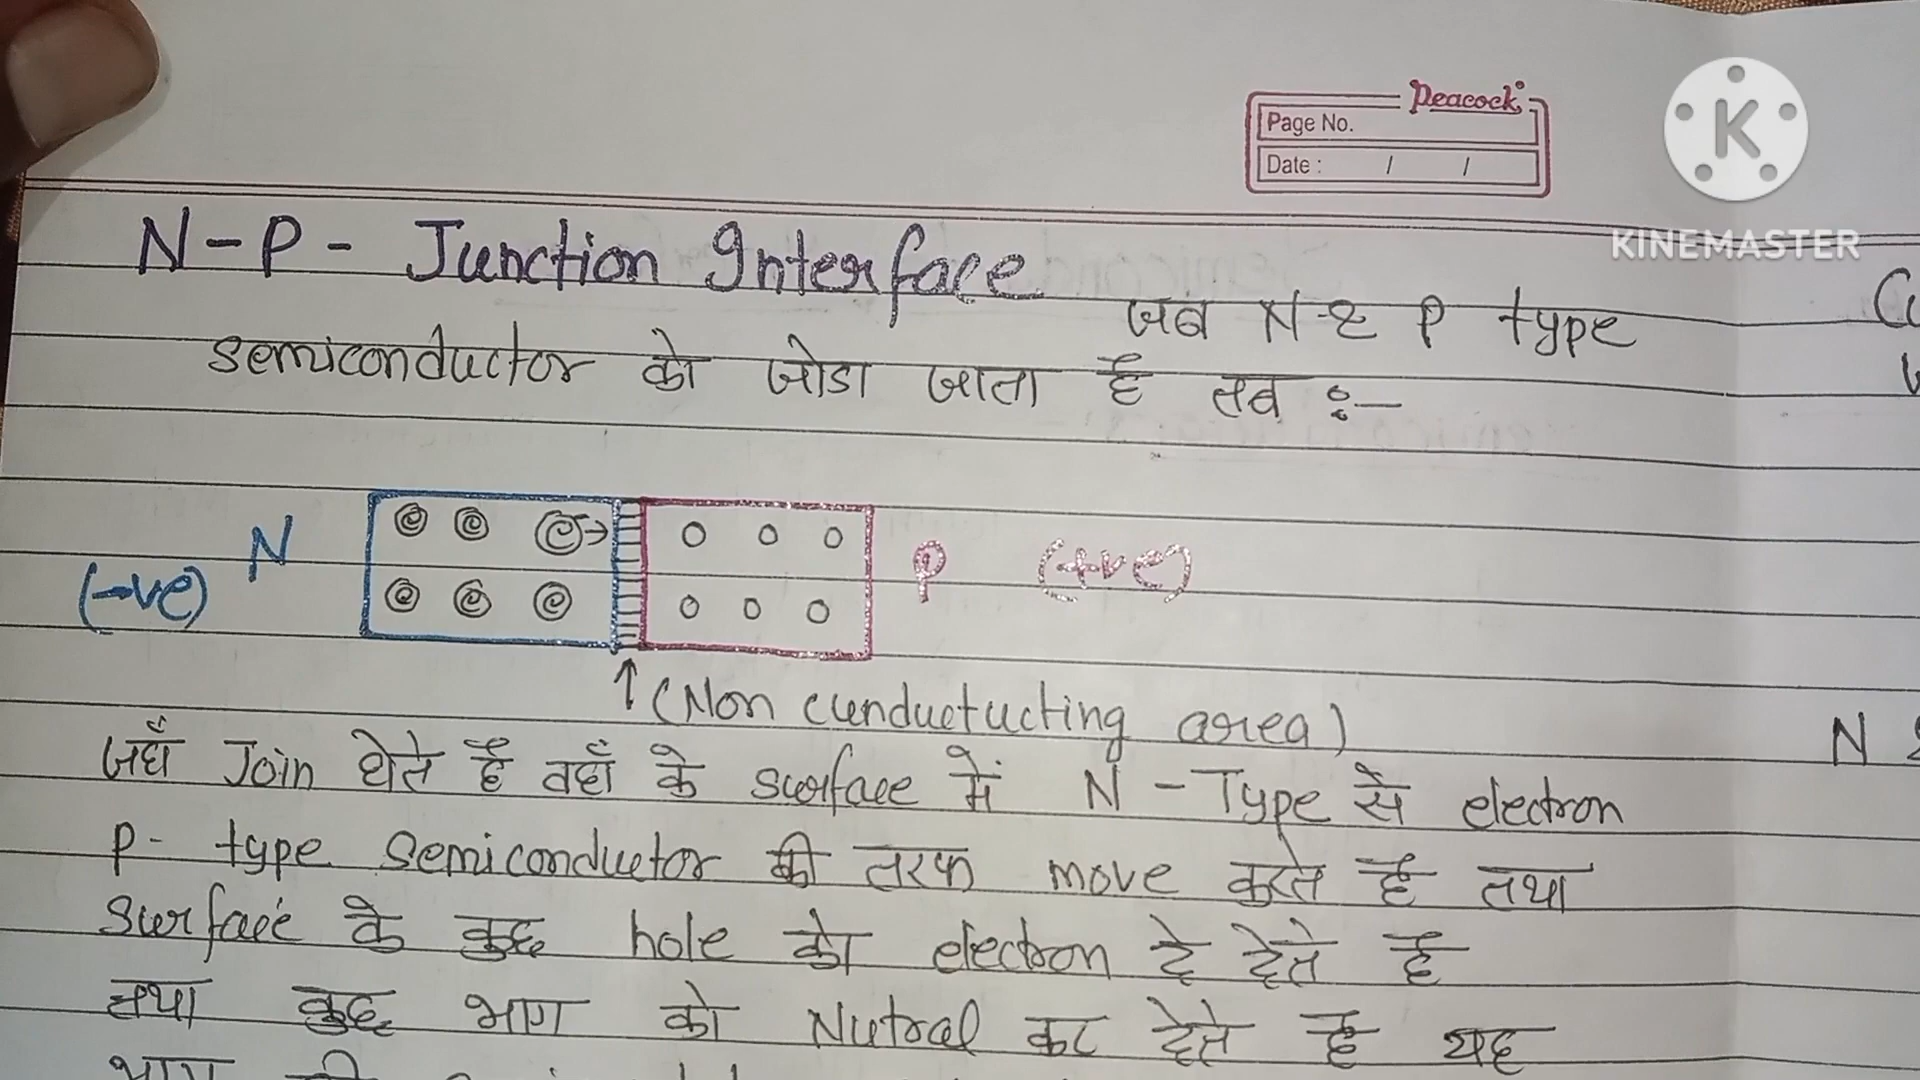 Peacock
Page No.
Date : / /
K
KINEMASTER
N-P- Junction Interface
जब N & P type
semiconductor को जोडा जाता है तब :-
N
(-ve)
P (+ve)
↑(Non cunductucting area)
जहाँ Join होते है वहाँ के surface में N - Type से electron
P- type semiconductor की तरफ move करते है तथा
surface के कुछ hole को electron दे देते है
तथा कुछ भाग को Nutral कर देते है यह
N